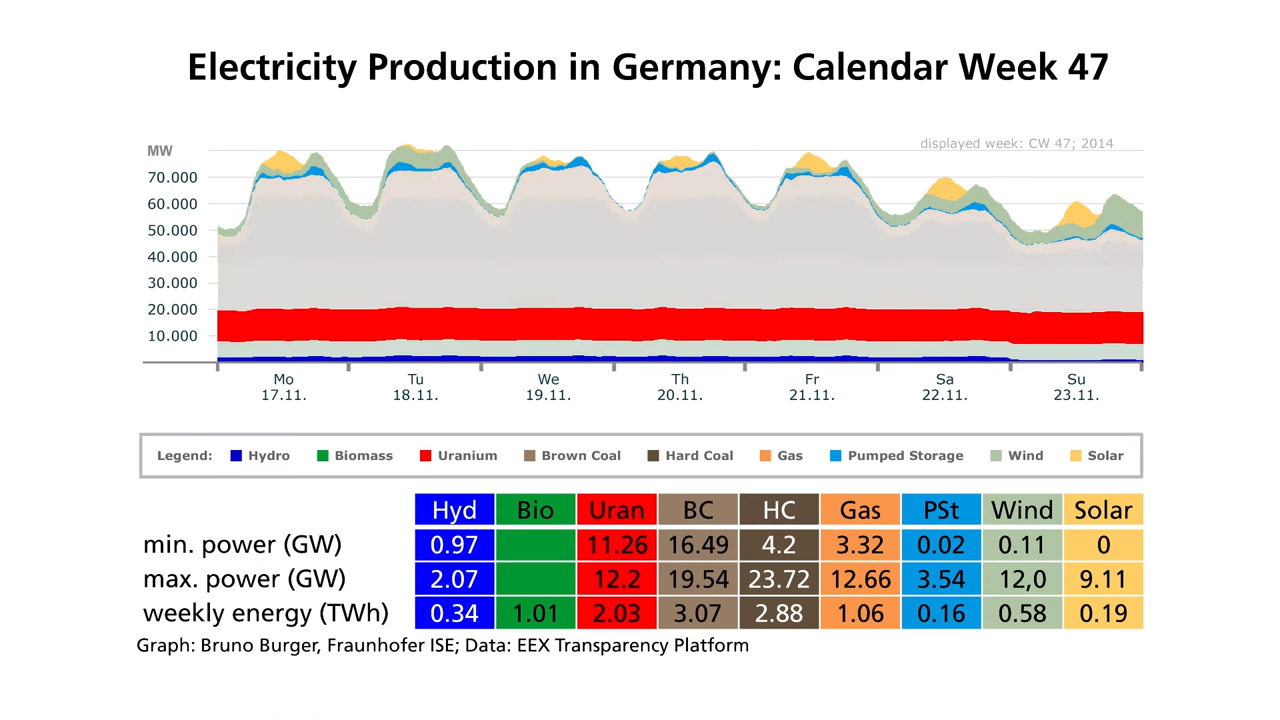 Electricity Production in Germany: Calendar Week 47
MW
displayed week: CW 47; 2014
70.000
60.000
50.000
40.000
30.000
20.000
10.000
Mo Tu We Th Fr Sa Su
17.11. 18.11. 19.11. 20.11. 21.11. 22.11. 23.11.
Legend: Hydro Biomass Uranium Brown Coal Hard Coal Gas Pumped Storage Wind Solar
Hyd Bio Uran BC HC Gas PSt Wind Solar
min. power (GW) 0.97 11.26 16.49 4.2 3.32 0.02 0.11 0
max. power (GW) 2.07 12.2 19.54 23.72 12.66 3.54 12,0 9.11
weekly energy (TWh) 0.34 1.01 2.03 3.07 2.88 1.06 0.16 0.58 0.19
Graph: Bruno Burger, Fraunhofer ISE; Data: EEX Transparency Platform